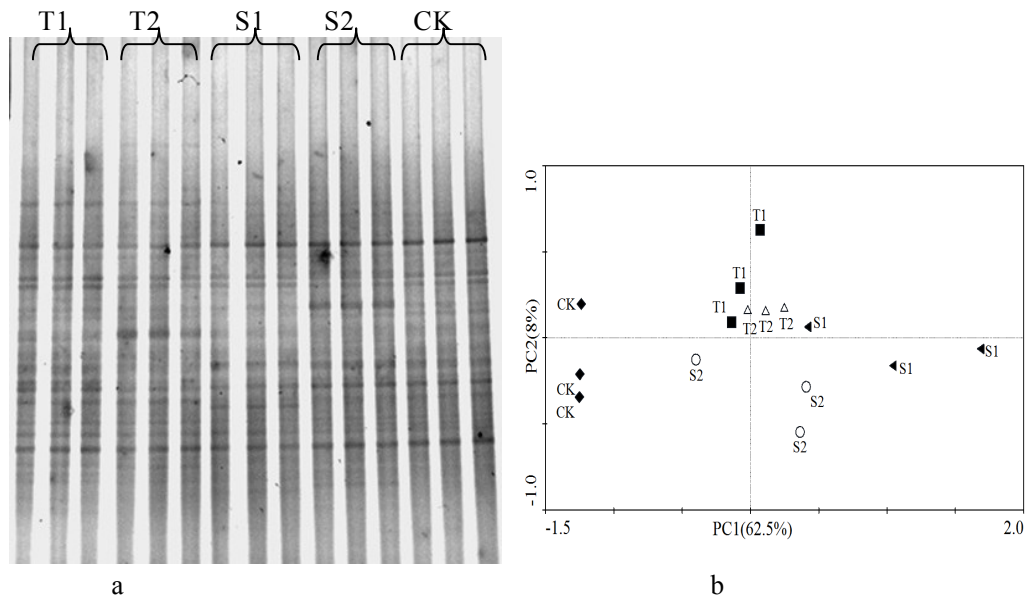 T1 T2 S1 S2 CK
1.0
T1
T1
CK
T1
T2 T2 T2 S1
S1
S1
S2
CK
S2
CK
S2
PC2(8%)
-1.0
-1.5 PC1(62.5%) 2.0
a b